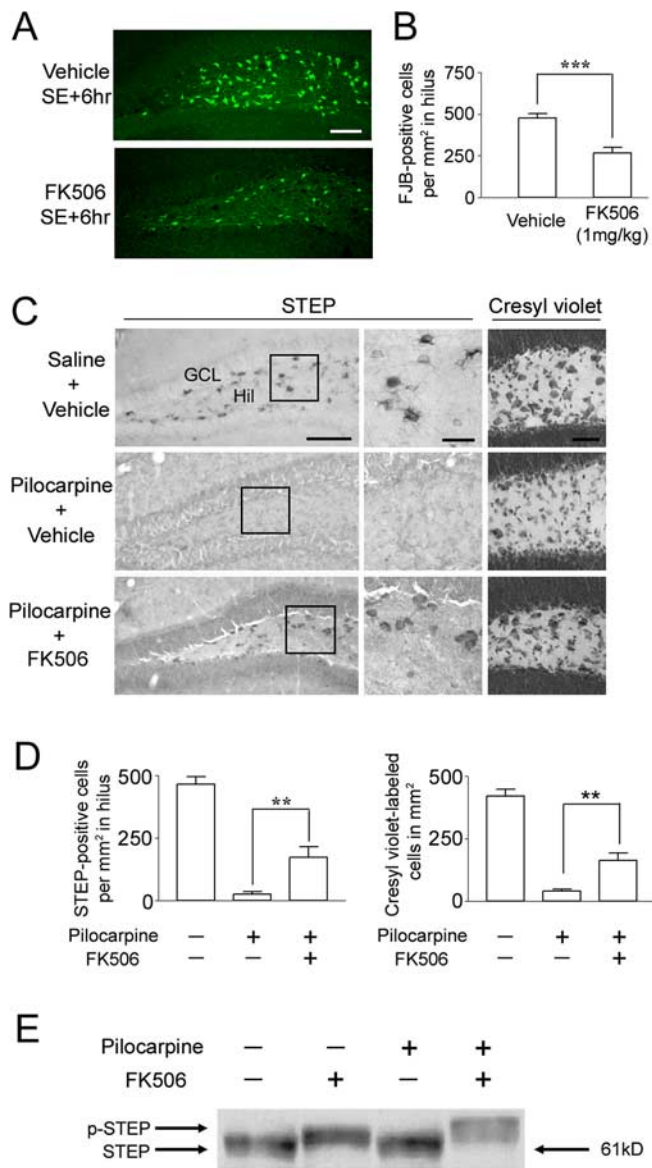 A
Vehicle
SE+6hr
FK506
SE+6hr
B
FJB-positive cells
per mm² in hilus
750
500
250
0
***
Vehicle
FK506
(1mg/kg)
C
STEP
Cresyl violet
Saline
+
Vehicle
GCL
Hil
Pilocarpine
+
Vehicle
Pilocarpine
+
FK506
D
STEP-positive cells
per mm² in hilus
500
250
0
**
Pilocarpine — + +
FK506 — — +
Cresyl violet-labeled
cells in mm²
500
250
0
**
Pilocarpine — + +
FK506 — — +
E
Pilocarpine — — + +
FK506 — + — +
p-STEP
STEP
61kD